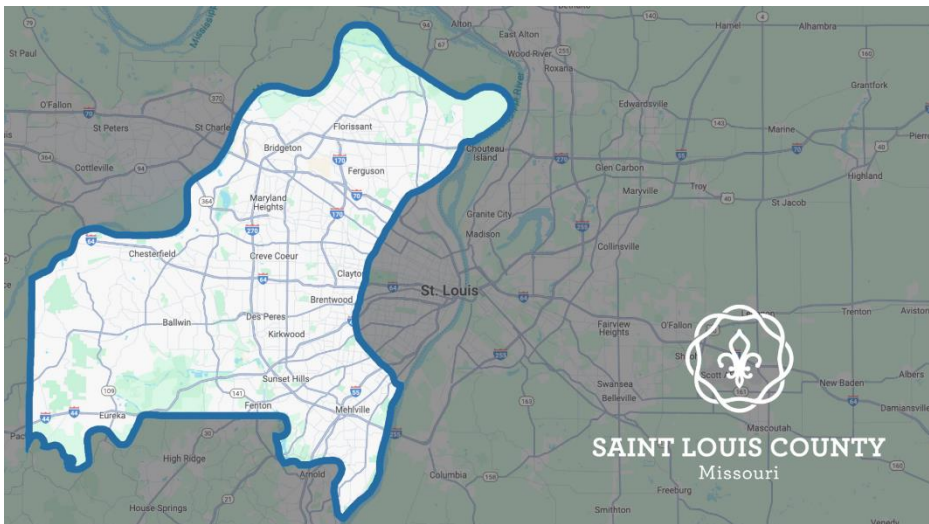 Alton
St Paul
East Alton
Wood River
Roxana
Hamel
Alhambra
Grantfork
O'Fallon
St Peters
Edwardsville
Marine
Florissant
Bridgeton
Chouteau
Island
Cottleville
Ferguson
Glen Carbon
Maryville
Troy
Highland
St Jacob
Maryland
Heights
Granite City
Madison
Collinsville
Chesterfield
Creve Coeur
Clayton
St. Louis
Brentwood
Ballwin
Des Peres
Kirkwood
Fairview
Heights
O'Fallon
Trenton
Aviston
Sunset Hills
Swansea
Belleville
New Baden
Albers
Damiansville
Eureka
Fenton
Mehlville
Mascoutah
High Ridge
Arnold
Columbia
SAINT LOUIS COUNTY
Missouri
Freeburg
House Springs
Smithton